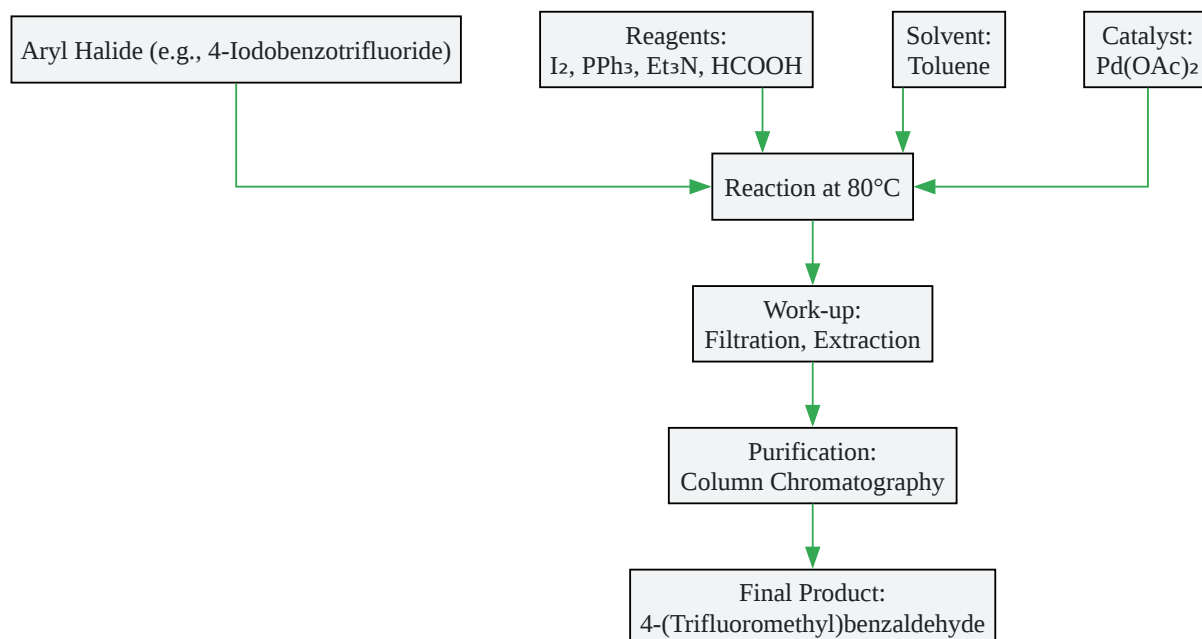 Aryl Halide (e.g., 4-Iodobenzotrifluoride)
Reagents:
I₂, PPh₃, Et₃N, HCOOH
Solvent:
Toluene
Catalyst:
Pd(OAc)₂
Reaction at 80°C
Work-up:
Filtration, Extraction
Purification:
Column Chromatography
Final Product:
4-(Trifluoromethyl)benzaldehyde